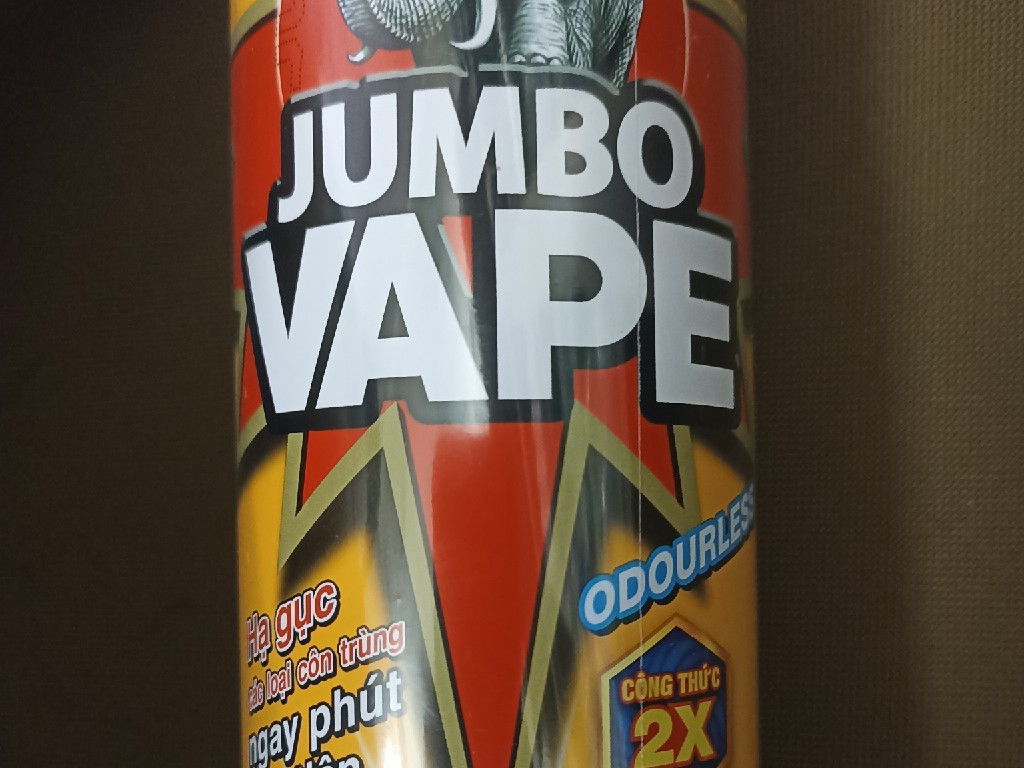 JUMBO
VAPE
ODOURLESS
Hạ gục
các loại côn trùng
ngay phút
CÔNG THỨC
2X